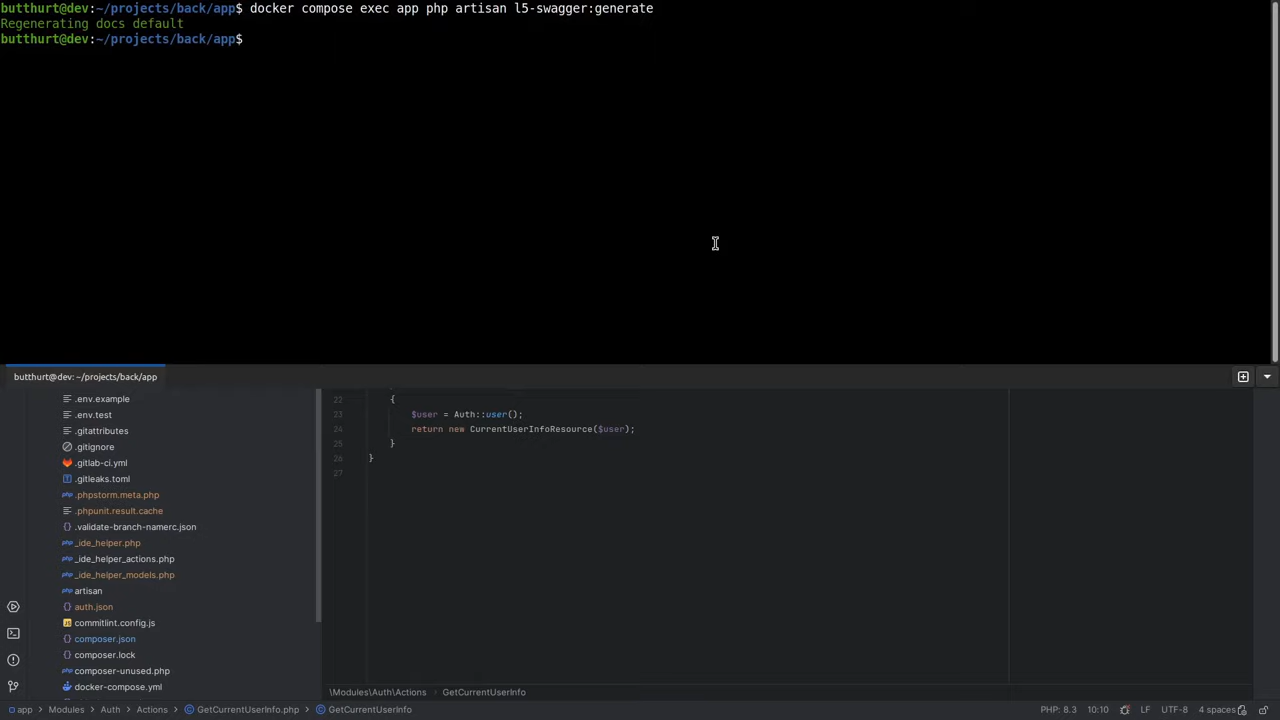 butthurt@dev:~/projects/back/app$ docker compose exec app php artisan l5-swagger:generate
Regenerating docs default
butthurt@dev:~/projects/back/app$
butthurt@dev: ~/projects/back/app
.env.example
.env.test
.gitattributes
.gitignore
.gitlab-ci.yml
.gitleaks.toml
.phpstorm.meta.php
.phpunit.result.cache
.validate-branch-namerc.json
_ide_helper.php
_ide_helper_actions.php
_ide_helper_models.php
artisan
auth.json
commitlint.config.js
composer.json
composer.lock
composer-unused.php
docker-compose.yml
22 {
23 $user = Auth::user();
24 return new CurrentUserInfoResource($user);
25 }
26 }
27
\Modules\Auth\Actions › GetCurrentUserInfo
app › Modules › Auth › Actions › GetCurrentUserInfo.php › GetCurrentUserInfo
PHP: 8.3 10:10 LF UTF-8 4 spaces